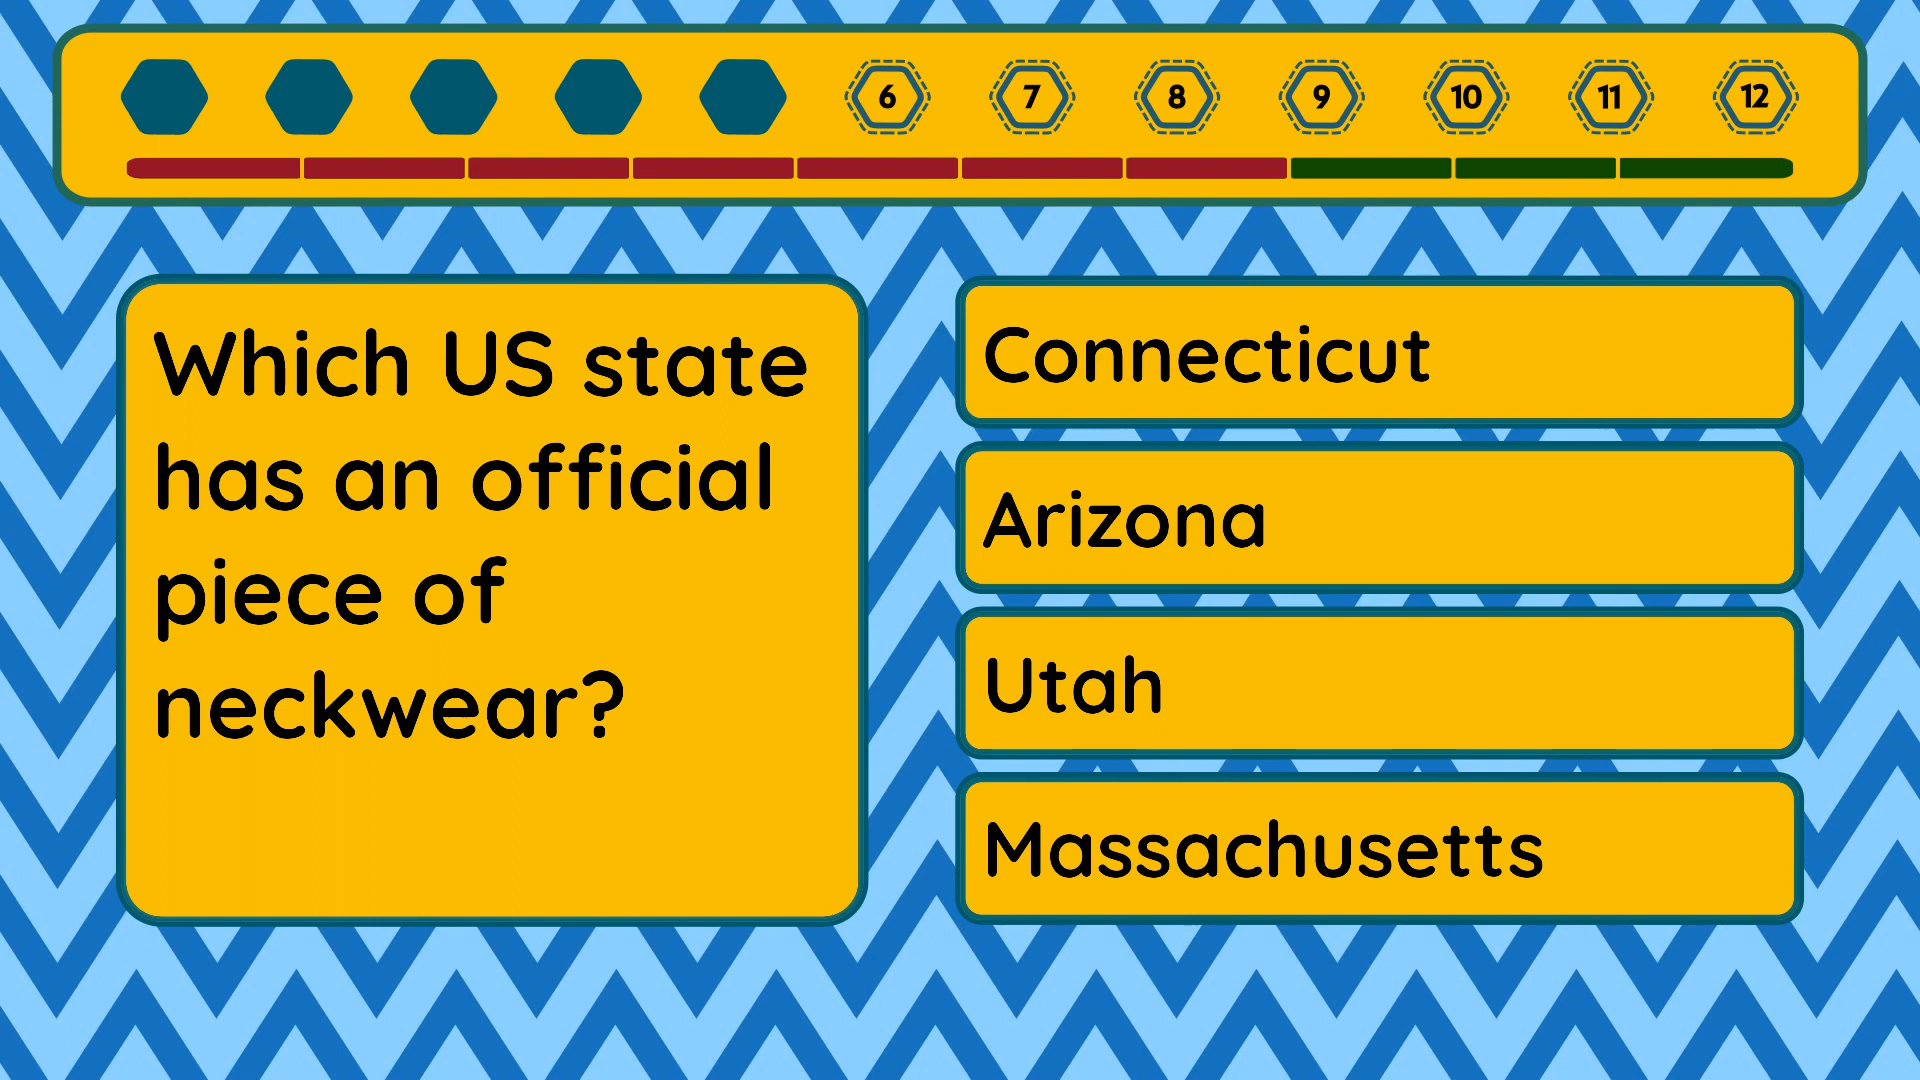 6 7 8 9 10 11 12
Which US state
has an official
piece of
neckwear?
Connecticut
Arizona
Utah
Massachusetts